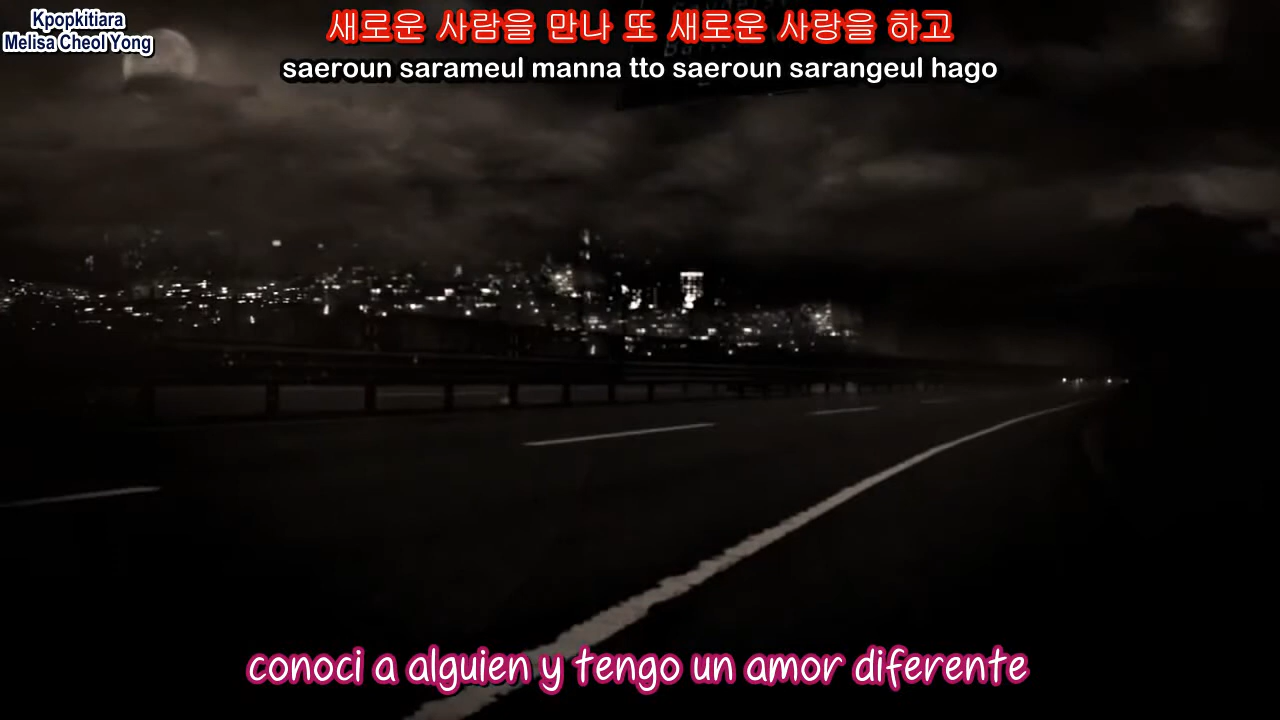 Kpopkitiara
Melisa Cheol Yong
새로운 사람을 만나 또 새로운 사랑을 하고
saeroun sarameul manna tto saeroun sarangeul hago
conoci a alguien y tengo un amor diferente